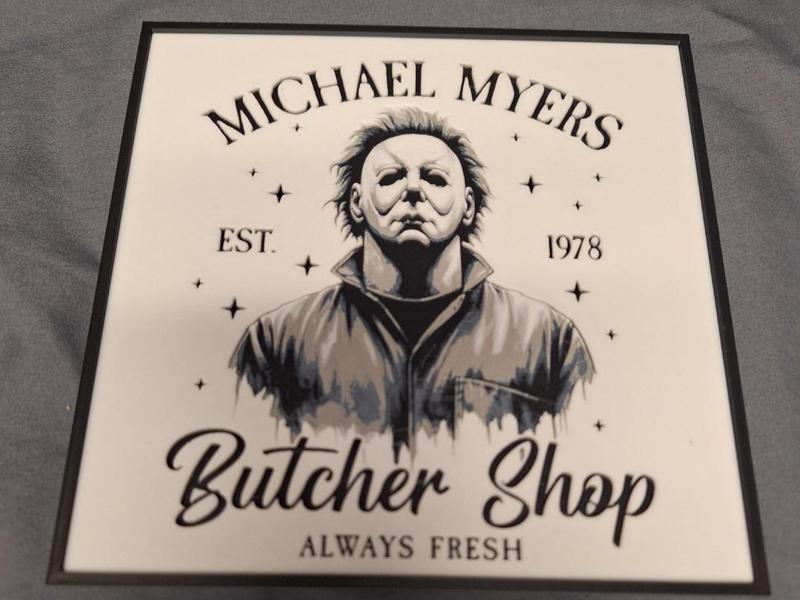 MICHAEL MYERS
EST. 1978
Butcher Shop
ALWAYS FRESH